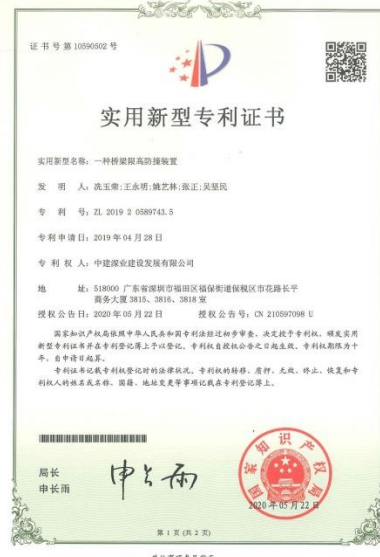 证书号第10590502号
实用新型专利证书
实用新型名称：一种桥梁限高防撞装置
发 明 人：冼玉荣;王永明;姚艺林;张正;吴坚民
专 利 号：ZL 2019 2 0589743.5
专利申请日：2019年04月28日
专 利 权 人：中建深业建设发展有限公司
地 址：518000 广东省深圳市福田区福保街道保税区市花路长平
商务大厦3815、3816、3818室
授权公告日：2020年05月22日 授权公告号：CN 210597098 U
国家知识产权局依照中华人民共和国专利法经过初步审查，决定授予专利权，颁发实用
新型专利证书并在专利登记簿上予以登记。专利权自授权公告之日起生效。专利权期限为十
年，自申请日起算。
专利证书记载专利权登记时的法律状况。专利权的转移、质押、无效、终止、恢复和专
利权人的姓名或名称、国籍、地址变更等事项记载在专利登记簿上。
局长
申长雨
申长雨
国家知识产权局
2020年05月22日
第 1 页 (共 2 页)